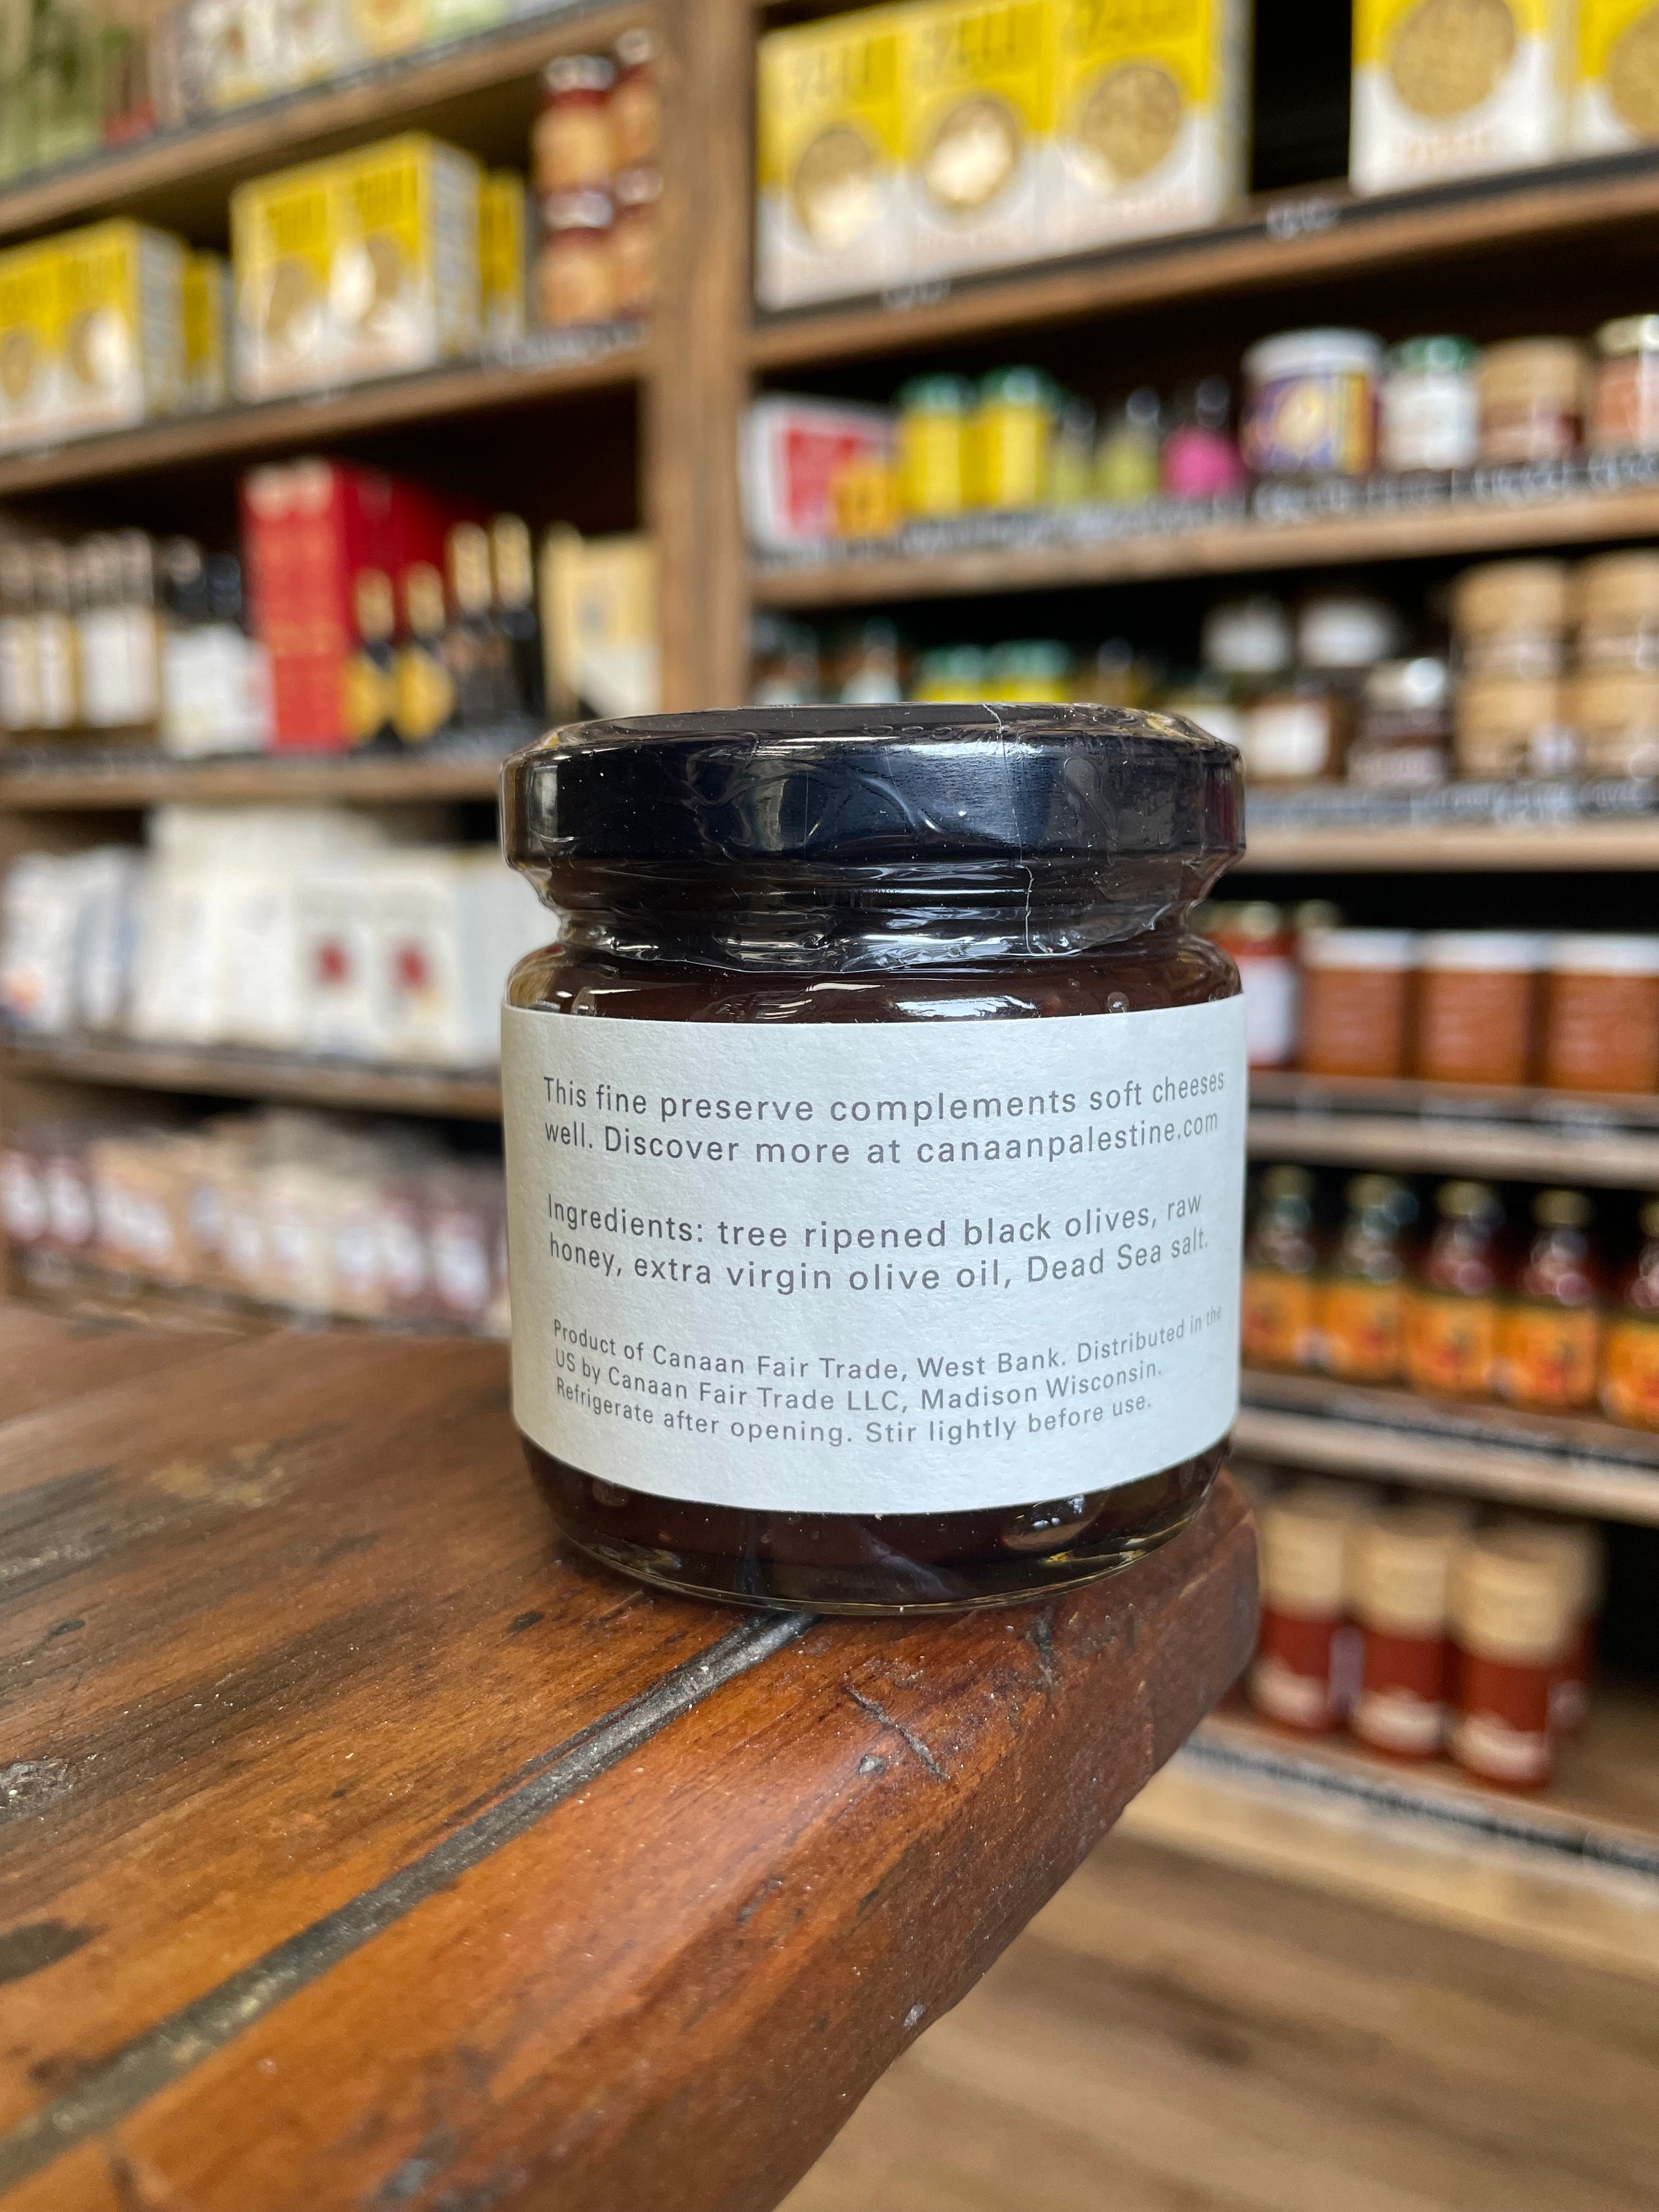 This fine preserve complements soft cheeses
well. Discover more at canaanpalestine.com
Ingredients: tree ripened black olives, raw
honey, extra virgin olive oil, Dead Sea salt.
Product of Canaan Fair Trade, West Bank. Distributed in the
US by Canaan Fair Trade LLC, Madison Wisconsin.
Refrigerate after opening. Stir lightly before use.